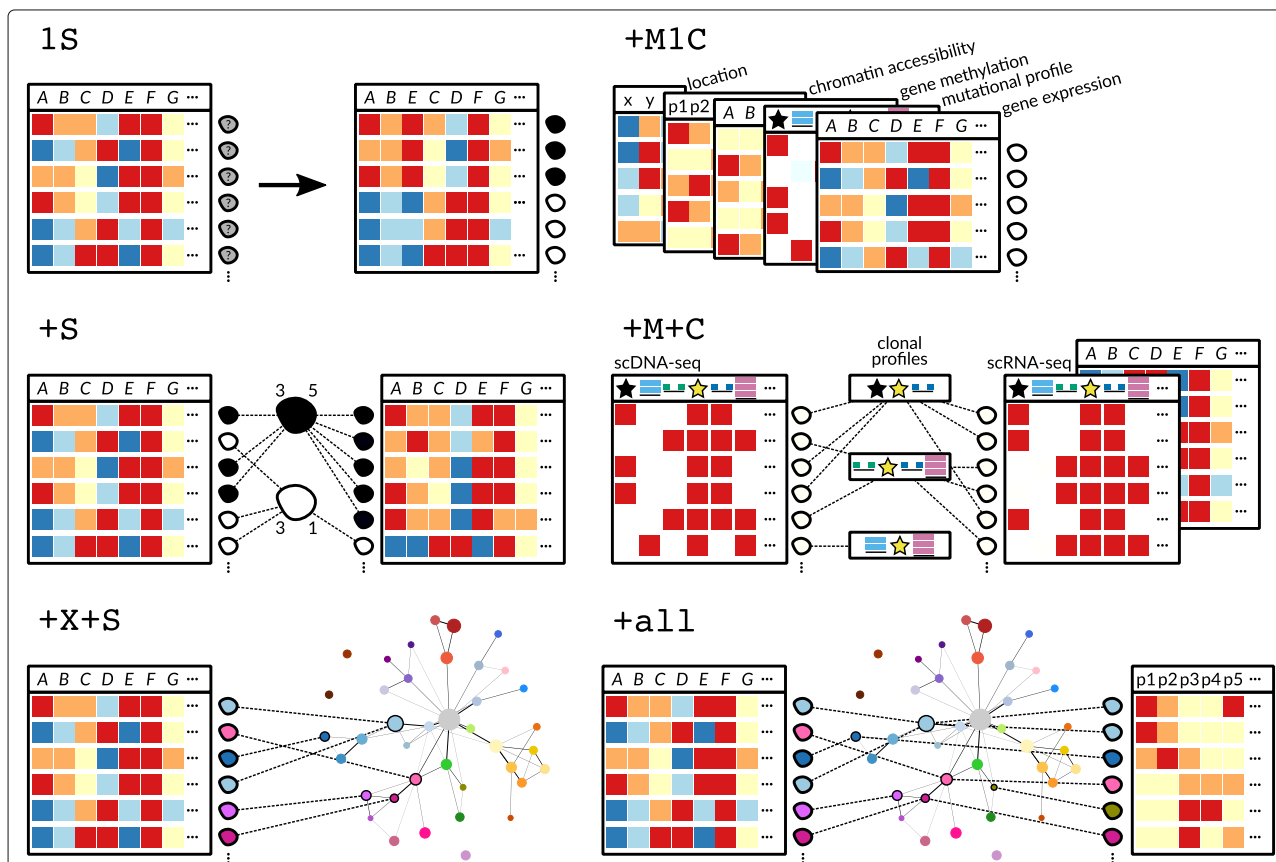 1S
A B C D E F G ...
A B E C D F G ...
? ? ? ? ? ?
+M1C
location
chromatin accessibility
gene methylation
mutational profile
gene expression
x y
p1 p2
A B
A B C D E F G ...
+S
A B C D E F G ...
3 5
3 1
A B C D E F G ...
+M+C
scDNA-seq
clonal
profiles
scRNA-seq
A B C D E F G ...
+X+S
A B C D E F G ...
+all
A B C D E F G ...
p1 p2 p3 p4 p5 ...